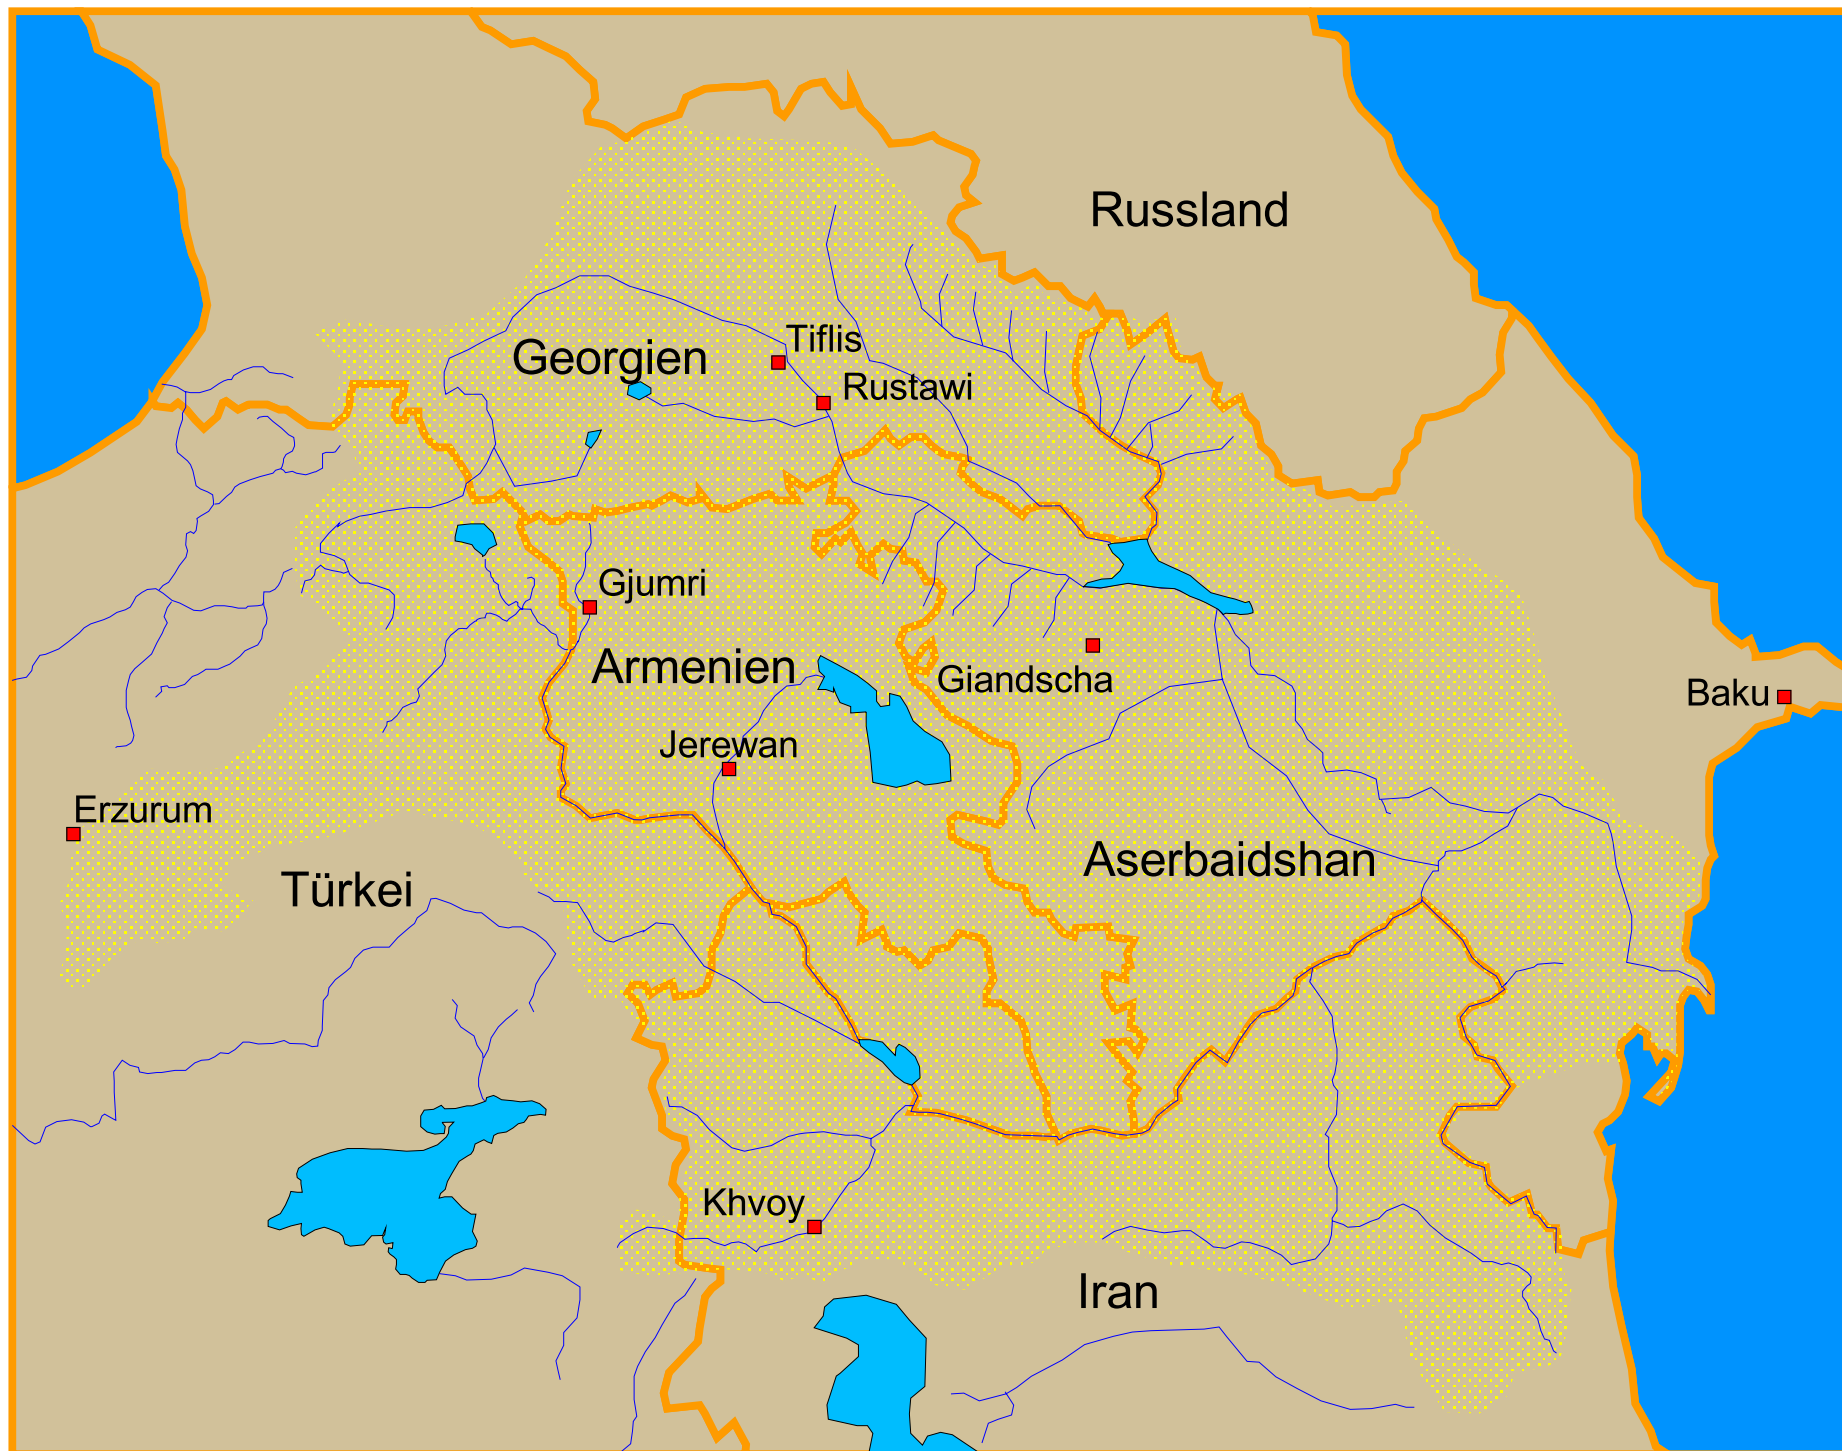 Russland
Tiflis
Georgien
Rustawi
Gjumri
Armenien
Giandscha
Baku
Jerewan
Erzurum
Aserbaidshan
Türkei
Khvoy
Iran